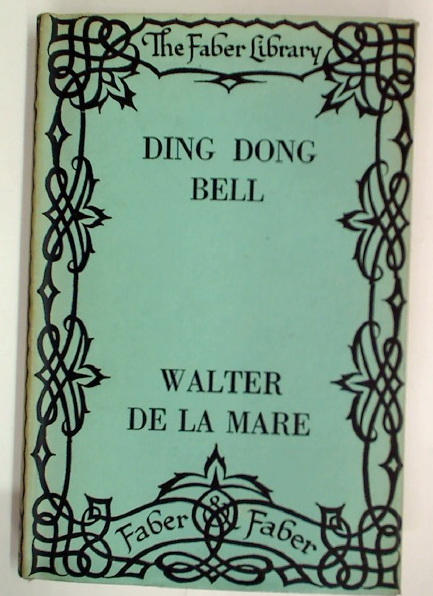 The Faber Library
DING DONG
BELL
WALTER
DE LA MARE
Faber & Faber